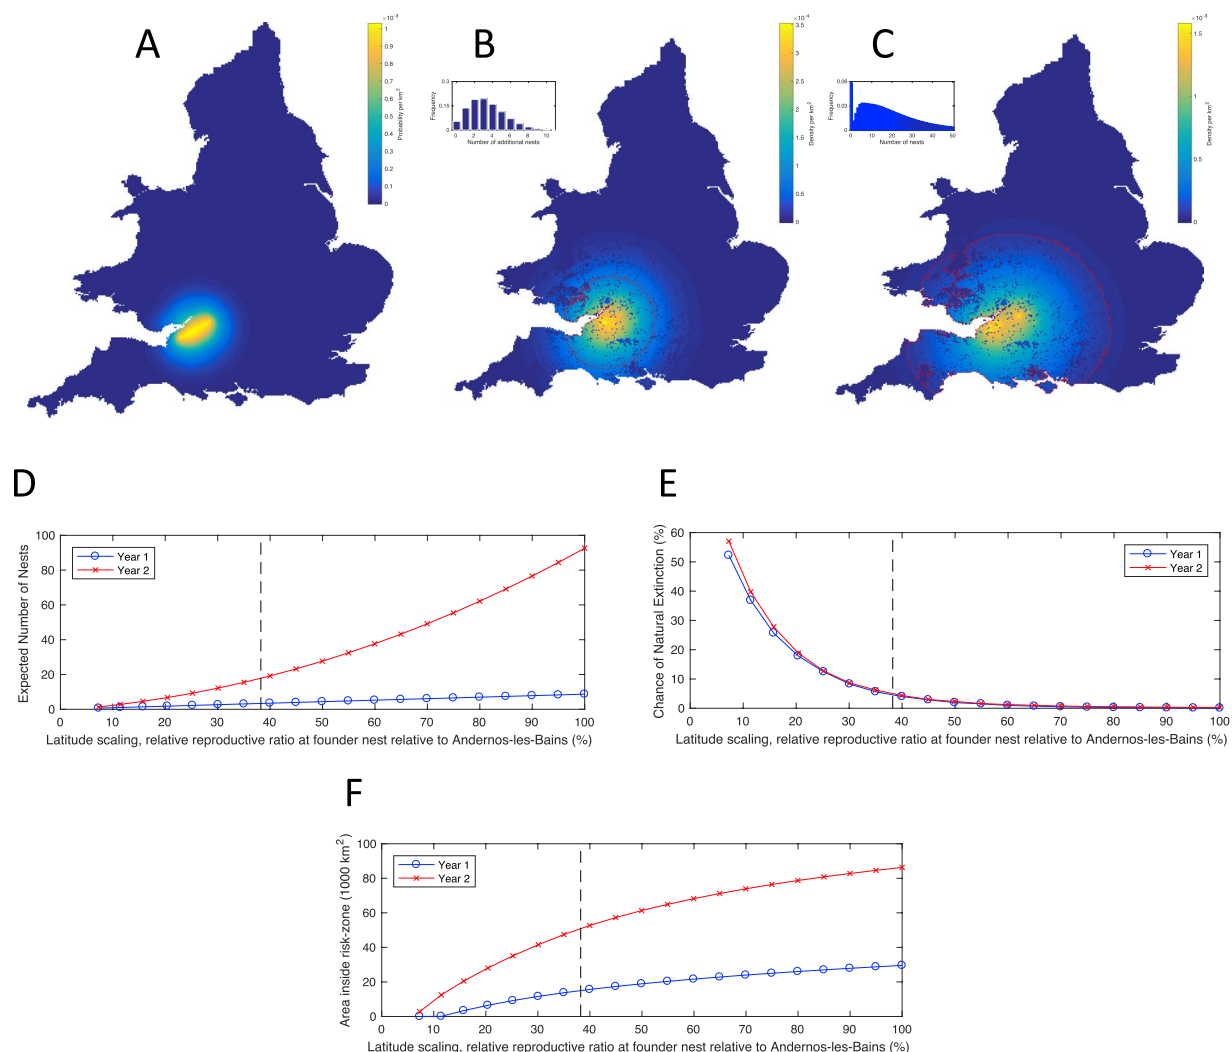 A
B
C
×10⁻³
1
0.9
0.8
0.7
0.6
0.5
0.4
0.3
0.2
0.1
0
Probability per km²
0.3
0.15
0
Frequency
0 2 4 6 8 10
Number of additional nests
×10⁻⁴
3.5
3
2.5
2
1.5
1
0.5
0
Density per km²
0.06
0.03
0
Frequency
0 10 20 30 40 50
Number of nests
×10⁻³
1.5
1
0.5
0
Density per km²
D
100
80
60
40
20
0
Expected Number of Nests
Year 1
Year 2
0 10 20 30 40 50 60 70 80 90 100
Latitude scaling, relative reproductive ratio at founder nest relative to Andernos-les-Bains (%)
E
60
50
40
30
20
10
0
Chance of Natural Extinction (%)
Year 1
Year 2
0 10 20 30 40 50 60 70 80 90 100
Latitude scaling, relative reproductive ratio at founder nest relative to Andernos-les-Bains (%)
F
100
80
60
40
20
0
Area inside risk-zone (1000 km²)
Year 1
Year 2
0 10 20 30 40 50 60 70 80 90 100
Latitude scaling, relative reproductive ratio at founder nest relative to Andernos-les-Bains (%)